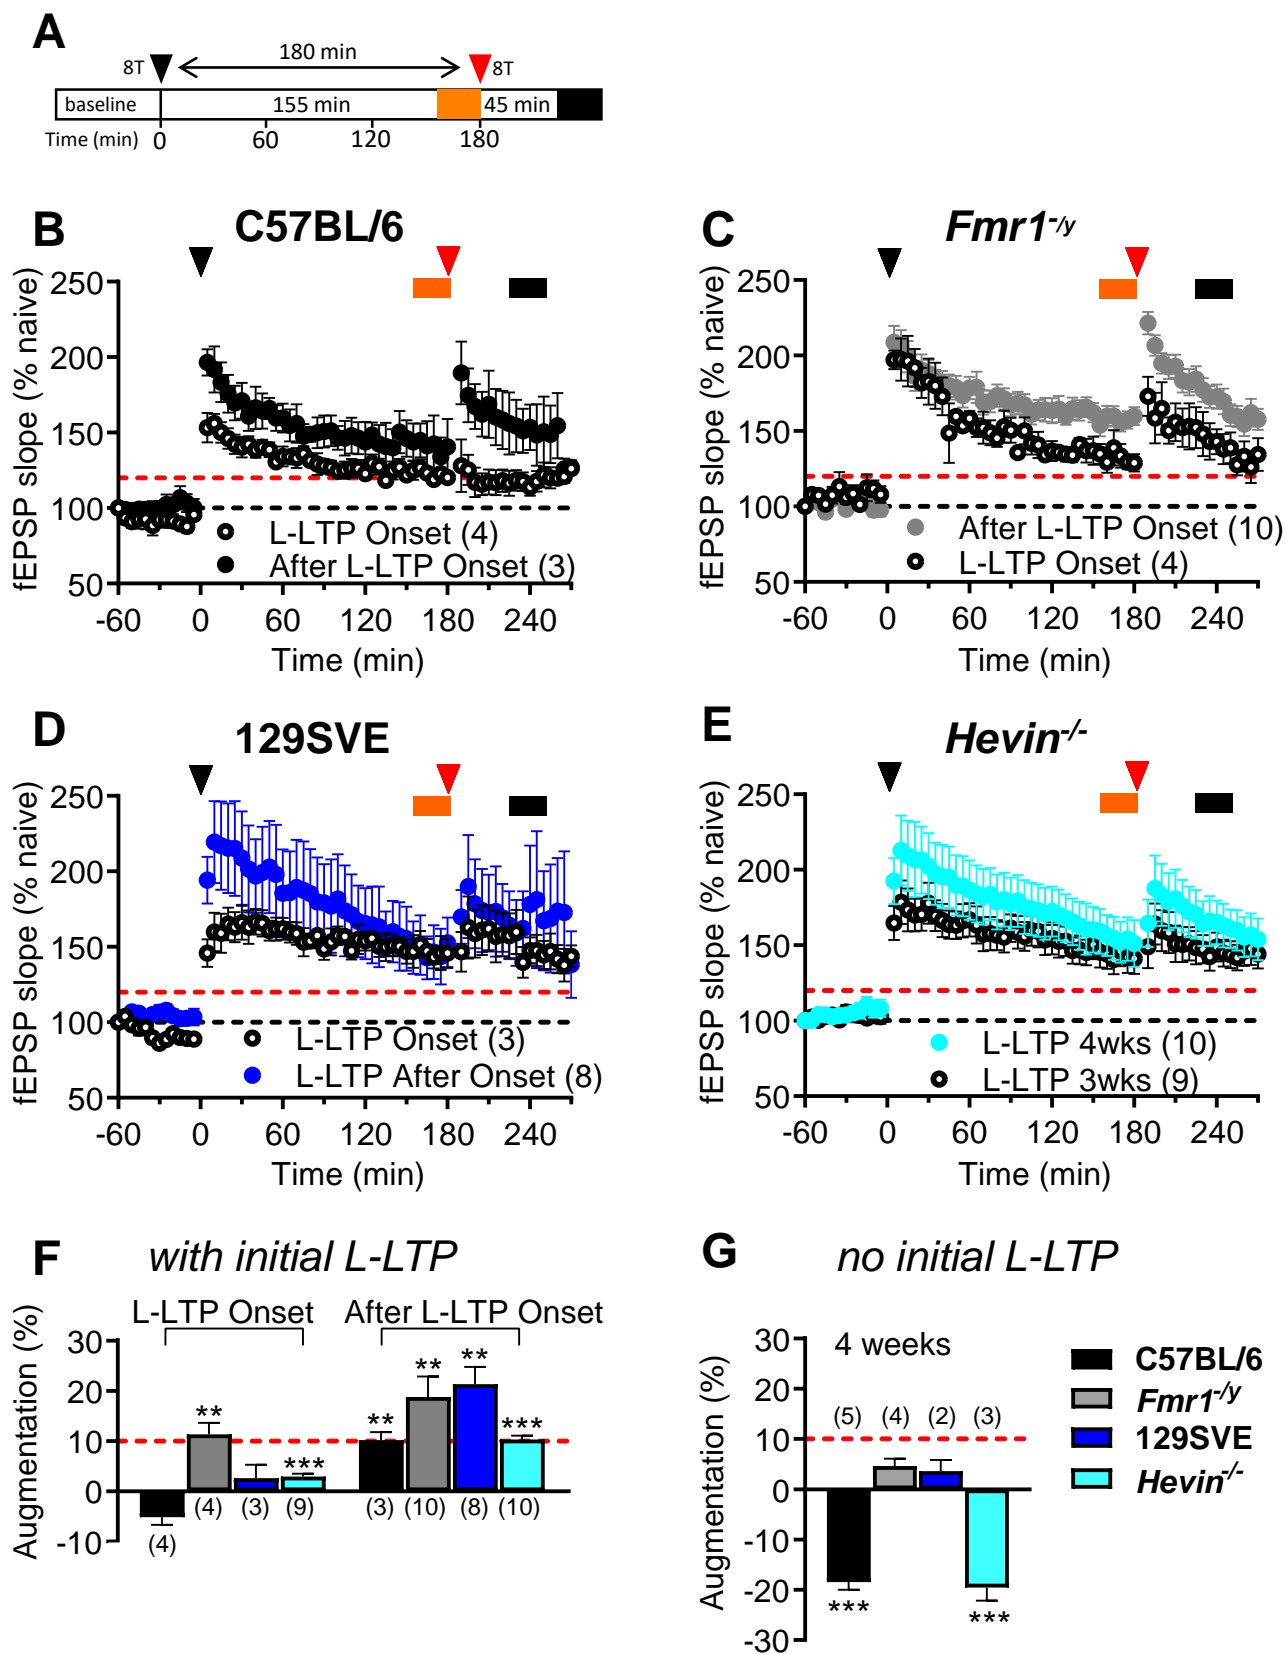 A
8T
180 min
8T
baseline
155 min
45 min
Time (min)
0
60
120
180
B
C57BL/6
fEPSP slope (% naive)
250
200
150
100
50
L-LTP Onset (4)
After L-LTP Onset (3)
-60
0
60
120
180
240
Time (min)
C
Fmr1-/y
fEPSP slope (% naive)
250
200
150
100
50
After L-LTP Onset (10)
L-LTP Onset (4)
-60
0
60
120
180
240
Time (min)
D
129SVE
fEPSP slope (% naive)
250
200
150
100
50
L-LTP Onset (3)
L-LTP After Onset (8)
-60
0
60
120
180
240
Time (min)
E
Hevin-/-
fEPSP slope (% naive)
250
200
150
100
50
L-LTP 4wks (10)
L-LTP 3wks (9)
-60
0
60
120
180
240
Time (min)
F
with initial L-LTP
L-LTP Onset
After L-LTP Onset
Augmentation (%)
30
20
10
0
-10
**
***
**
**
**
***
(4)
(4)
(3)
(9)
(3)
(10)
(8)
(10)
G
no initial L-LTP
4 weeks
Augmentation (%)
30
20
10
0
-10
-20
-30
(5)
(4)
(2)
(3)
***
***
C57BL/6
Fmr1-/y
129SVE
Hevin-/-